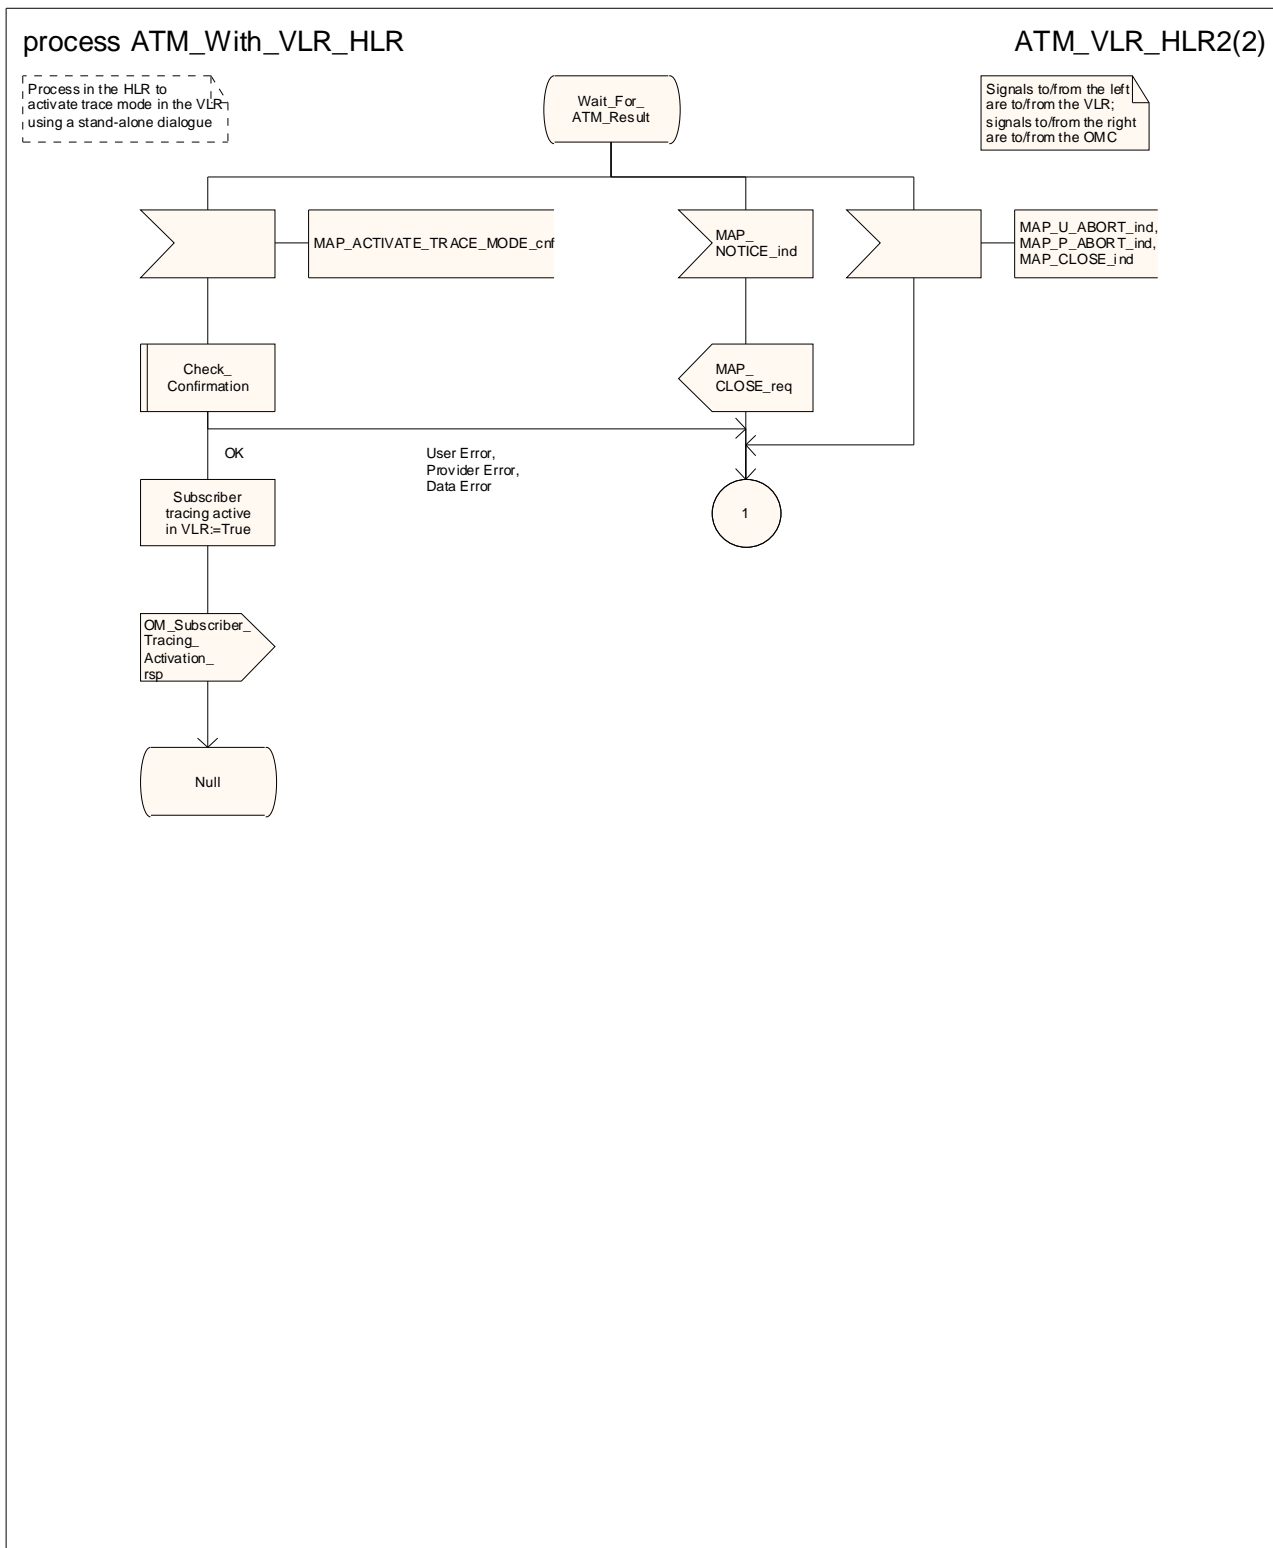 process ATM_With_VLR_HLR
ATM_VLR_HLR2(2)
Process in the HLR to
activate trace mode in the VLR
using a stand-alone dialogue
Wait_For_
ATM_Result
Signals to/from the left
are to/from the VLR;
signals to/from the right
are to/from the OMC
MAP_ACTIVATE_TRACE_MODE_cnf
MAP_
NOTICE_ind
MAP_U_ABORT_ind,
MAP_P_ABORT_ind,
MAP_CLOSE_ind
Check_
Confirmation
MAP_
CLOSE_req
OK
User Error,
Provider Error,
Data Error
Subscriber
tracing active
in VLR:=True
1
OM_Subscriber_
Tracing_
Activation_
rsp
Null